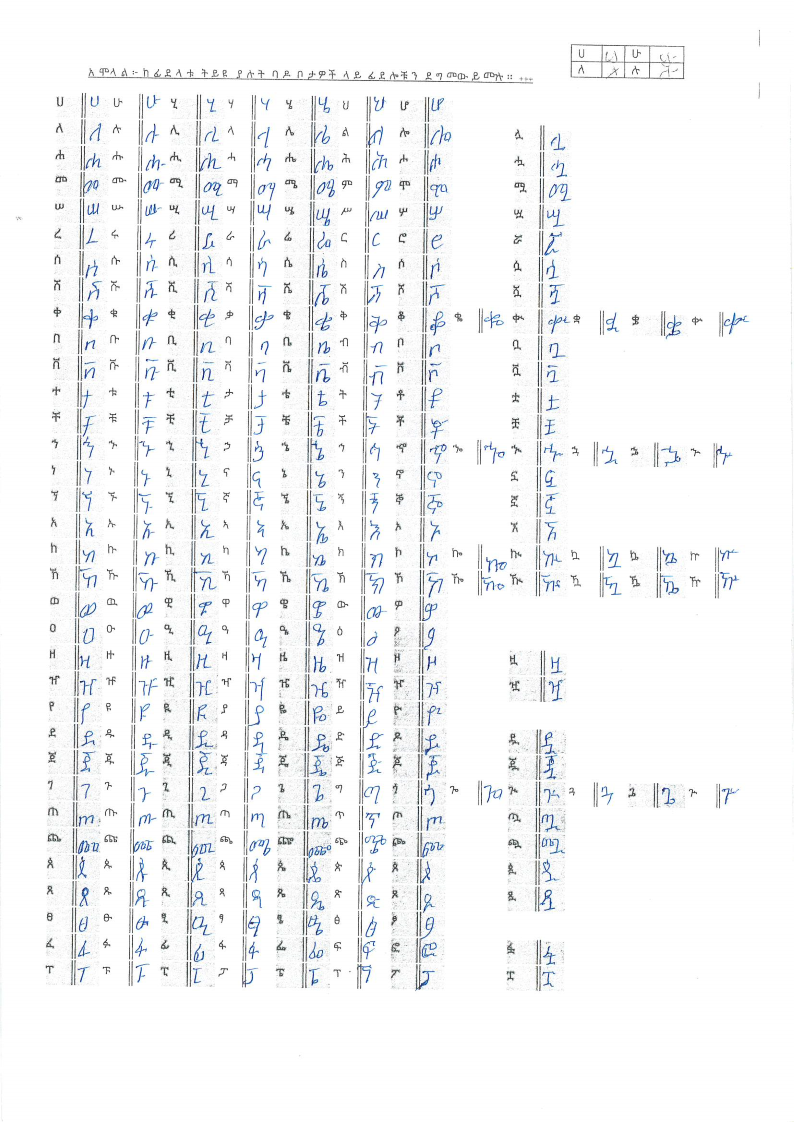 ሀ ሀ ሁ ሁ
ለ ሉ
አሞላል፡- ከፊደላቱ ትይዩ ያሉት ባዶ ቦታዎች ላይ ፊደሎቹን ደግመው ይሙሉ። ....
ሀ ሀ ሁ ሁ ሂ ሂ ሃ ሃ ሄ ሄ ህ ህ ሆ ሆ
ለ ለ ሉ ሉ ሊ ሊ ላ ላ ሌ ሌ ል ል ሎ ሎ ሏ ሏ
ሐ ሐ ሑ ሑ ሒ ሒ ሓ ሓ ሔ ሔ ሕ ሕ ሖ ሖ ሗ ሗ
መ መ ሙ ሙ ሚ ሚ ማ ማ ሜ ሜ ም ም ሞ ሞ ሟ ሟ
ሠ ሠ ሡ ሡ ሢ ሢ ሣ ሣ ሤ ሤ ሥ ሥ ሦ ሦ ሧ ሧ
ረ ረ ሩ ሩ ሪ ሪ ራ ራ ሬ ሬ ር ር ሮ ሮ ሯ ሯ
ሰ ሰ ሱ ሱ ሲ ሲ ሳ ሳ ሴ ሴ ስ ስ ሶ ሶ ሷ ሷ
ሸ ሸ ሹ ሹ ሺ ሺ ሻ ሻ ሼ ሼ ሽ ሽ ሾ ሾ ሿ ሿ
ቀ ቀ ቁ ቁ ቂ ቂ ቃ ቃ ቄ ቄ ቅ ቅ ቆ ቆ ቈ ቈ ቊ ቊ ቋ ቋ ቌ ቌ ቍ ቍ
በ በ ቡ ቡ ቢ ቢ ባ ባ ቤ ቤ ብ ብ ቦ ቦ ቧ ቧ
ቨ ቨ ቩ ቩ ቪ ቪ ቫ ቫ ቬ ቬ ቭ ቭ ቮ ቮ ቯ ቯ
ተ ተ ቱ ቱ ቲ ቲ ታ ታ ቴ ቴ ት ት ቶ ቶ ቷ ቷ
ቸ ቸ ቹ ቹ ቺ ቺ ቻ ቻ ቼ ቼ ች ች ቾ ቾ ቿ ቿ
ኀ ኀ ኁ ኁ ኂ ኂ ኃ ኃ ኄ ኄ ኅ ኅ ኆ ኆ ኈ ኈ ኊ ኊ ኋ ኋ ኌ ኌ ኍ ኍ
ነ ነ ኑ ኑ ኒ ኒ ና ና ኔ ኔ ን ን ኖ ኖ ኗ ኗ
ኘ ኘ ኙ ኙ ኚ ኚ ኛ ኛ ኜ ኜ ኝ ኝ ኞ ኞ ኟ ኟ
አ አ ኡ ኡ ኢ ኢ ኣ ኣ ኤ ኤ እ እ ኦ ኦ ኧ ኧ
ከ ከ ኩ ኩ ኪ ኪ ካ ካ ኬ ኬ ክ ክ ኮ ኮ ኰ ኰ ኲ ኲ ኳ ኳ ኴ ኴ ኵ ኵ
ኸ ኸ ኹ ኹ ኺ ኺ ኻ ኻ ኼ ኼ ኽ ኽ ኾ ኾ ዀ ዀ ዂ ዂ ዃ ዃ ዄ ዄ ዅ ዅ
ወ ወ ዉ ዉ ዊ ዊ ዋ ዋ ዌ ዌ ው ው ዎ ዎ
ዐ ዐ ዑ ዑ ዒ ዒ ዓ ዓ ዔ ዔ ዕ ዕ ዖ ዖ
ዘ ዘ ዙ ዙ ዚ ዚ ዛ ዛ ዜ ዜ ዝ ዝ ዞ ዞ ዟ ዟ
ዠ ዠ ዡ ዡ ዢ ዢ ዣ ዣ ዤ ዤ ዥ ዥ ዦ ዦ ዧ ዧ
የ የ ዩ ዩ ዪ ዪ ያ ያ ዬ ዬ ይ ይ ዮ ዮ
ደ ደ ዱ ዱ ዲ ዲ ዳ ዳ ዴ ዴ ድ ድ ዶ ዶ ዷ ዷ
ጀ ጀ ጁ ጁ ጂ ጂ ጃ ጃ ጄ ጄ ጅ ጅ ጆ ጆ ጇ ጇ
ገ ገ ጉ ጉ ጊ ጊ ጋ ጋ ጌ ጌ ግ ግ ጎ ጎ ጐ ጐ ጒ ጒ ጓ ጓ ጔ ጔ ጕ ጕ
ጠ ጠ ጡ ጡ ጢ ጢ ጣ ጣ ጤ ጤ ጥ ጥ ጦ ጦ ጧ ጧ
ጨ ጨ ጩ ጩ ጪ ጪ ጫ ጫ ጬ ጬ ጭ ጭ ጮ ጮ ጯ ጯ
ጰ ጰ ጱ ጱ ጲ ጲ ጳ ጳ ጴ ጴ ጵ ጵ ጶ ጶ ጷ ጷ
ጸ ጸ ጹ ጹ ጺ ጺ ጻ ጻ ጼ ጼ ጽ ጽ ጾ ጾ ጿ ጿ
ፀ ፀ ፁ ፁ ፂ ፂ ፃ ፃ ፄ ፄ ፅ ፅ ፆ ፆ
ፈ ፈ ፉ ፉ ፊ ፊ ፋ ፋ ፌ ፌ ፍ ፍ ፎ ፎ ፏ ፏ
ፐ ፐ ፑ ፑ ፒ ፒ ፓ ፓ ፔ ፔ ፕ ፕ ፖ ፖ ፗ ፗ